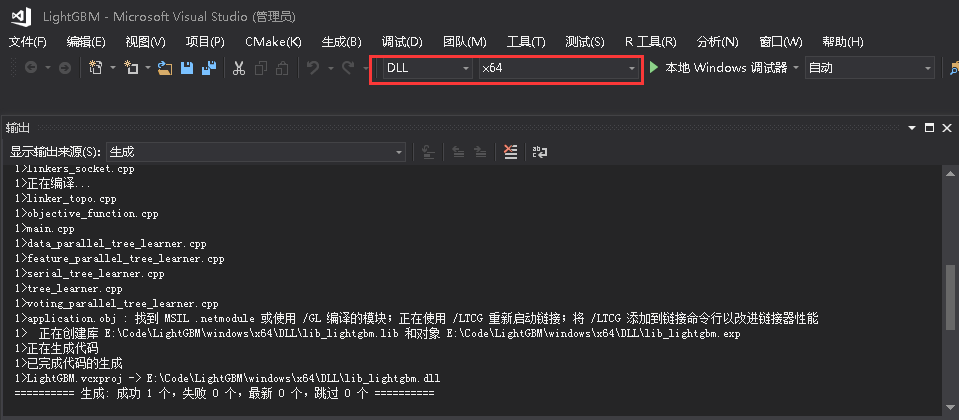 LightGBM - Microsoft Visual Studio (管理员)
文件(F) 编辑(E) 视图(V) 项目(P) CMake(K) 生成(B) 调试(D) 团队(M) 工具(T) 测试(S) R 工具(R) 分析(N) 窗口(W) 帮助(H)
DLL x64 本地 Windows 调试器 自动
输出
显示输出来源(S): 生成
1>linkers_socket.cpp
1>正在编译...
1>linker_topo.cpp
1>objective_function.cpp
1>main.cpp
1>data_parallel_tree_learner.cpp
1>feature_parallel_tree_learner.cpp
1>serial_tree_learner.cpp
1>tree_learner.cpp
1>voting_parallel_tree_learner.cpp
1>application.obj : 找到 MSIL .netmodule 或使用 /GL 编译的模块；正在使用 /LTCG 重新启动链接；将 /LTCG 添加到链接命令行以改进链接器性能
1>  正在创建库 E:\Code\LightGBM\windows\x64\DLL\lib_lightgbm.lib 和对象 E:\Code\LightGBM\windows\x64\DLL\lib_lightgbm.exp
1>正在生成代码
1>已完成代码的生成
1>LightGBM.vcxproj -> E:\Code\LightGBM\windows\x64\DLL\lib_lightgbm.dll
========== 生成: 成功 1 个，失败 0 个，最新 0 个，跳过 0 个 ==========